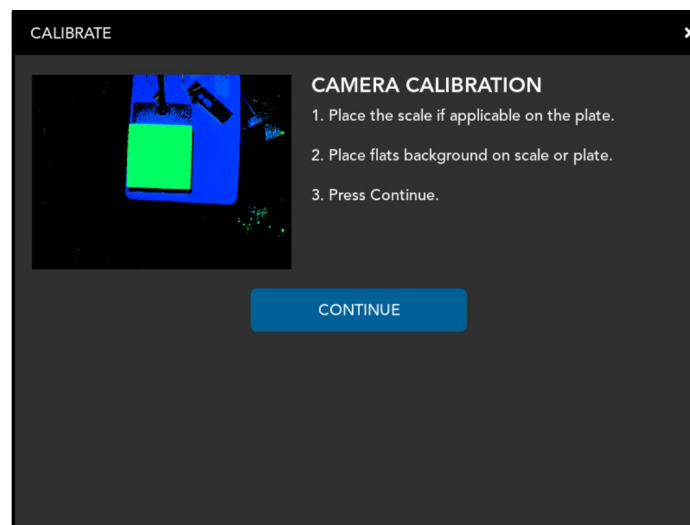 CALIBRATE
CAMERA CALIBRATION
1. Place the scale if applicable on the plate.
2. Place flats background on scale or plate.
3. Press Continue.
CONTINUE